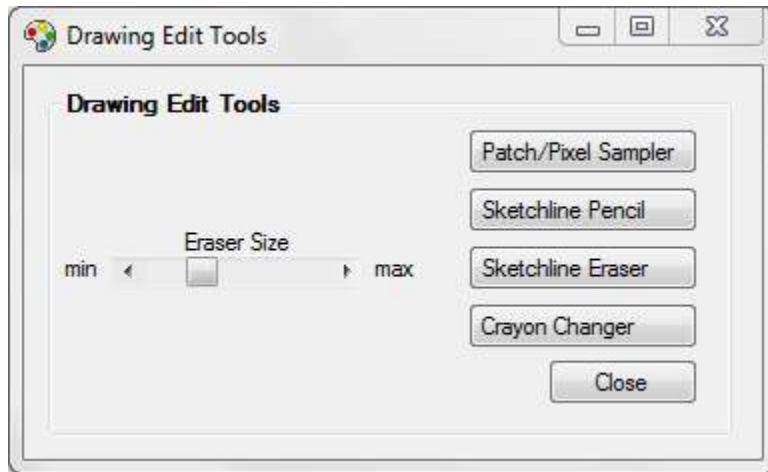 Drawing Edit Tools
Drawing Edit Tools
Patch/Pixel Sampler
Sketchline Pencil
Eraser Size
min
max
Sketchline Eraser
Crayon Changer
Close